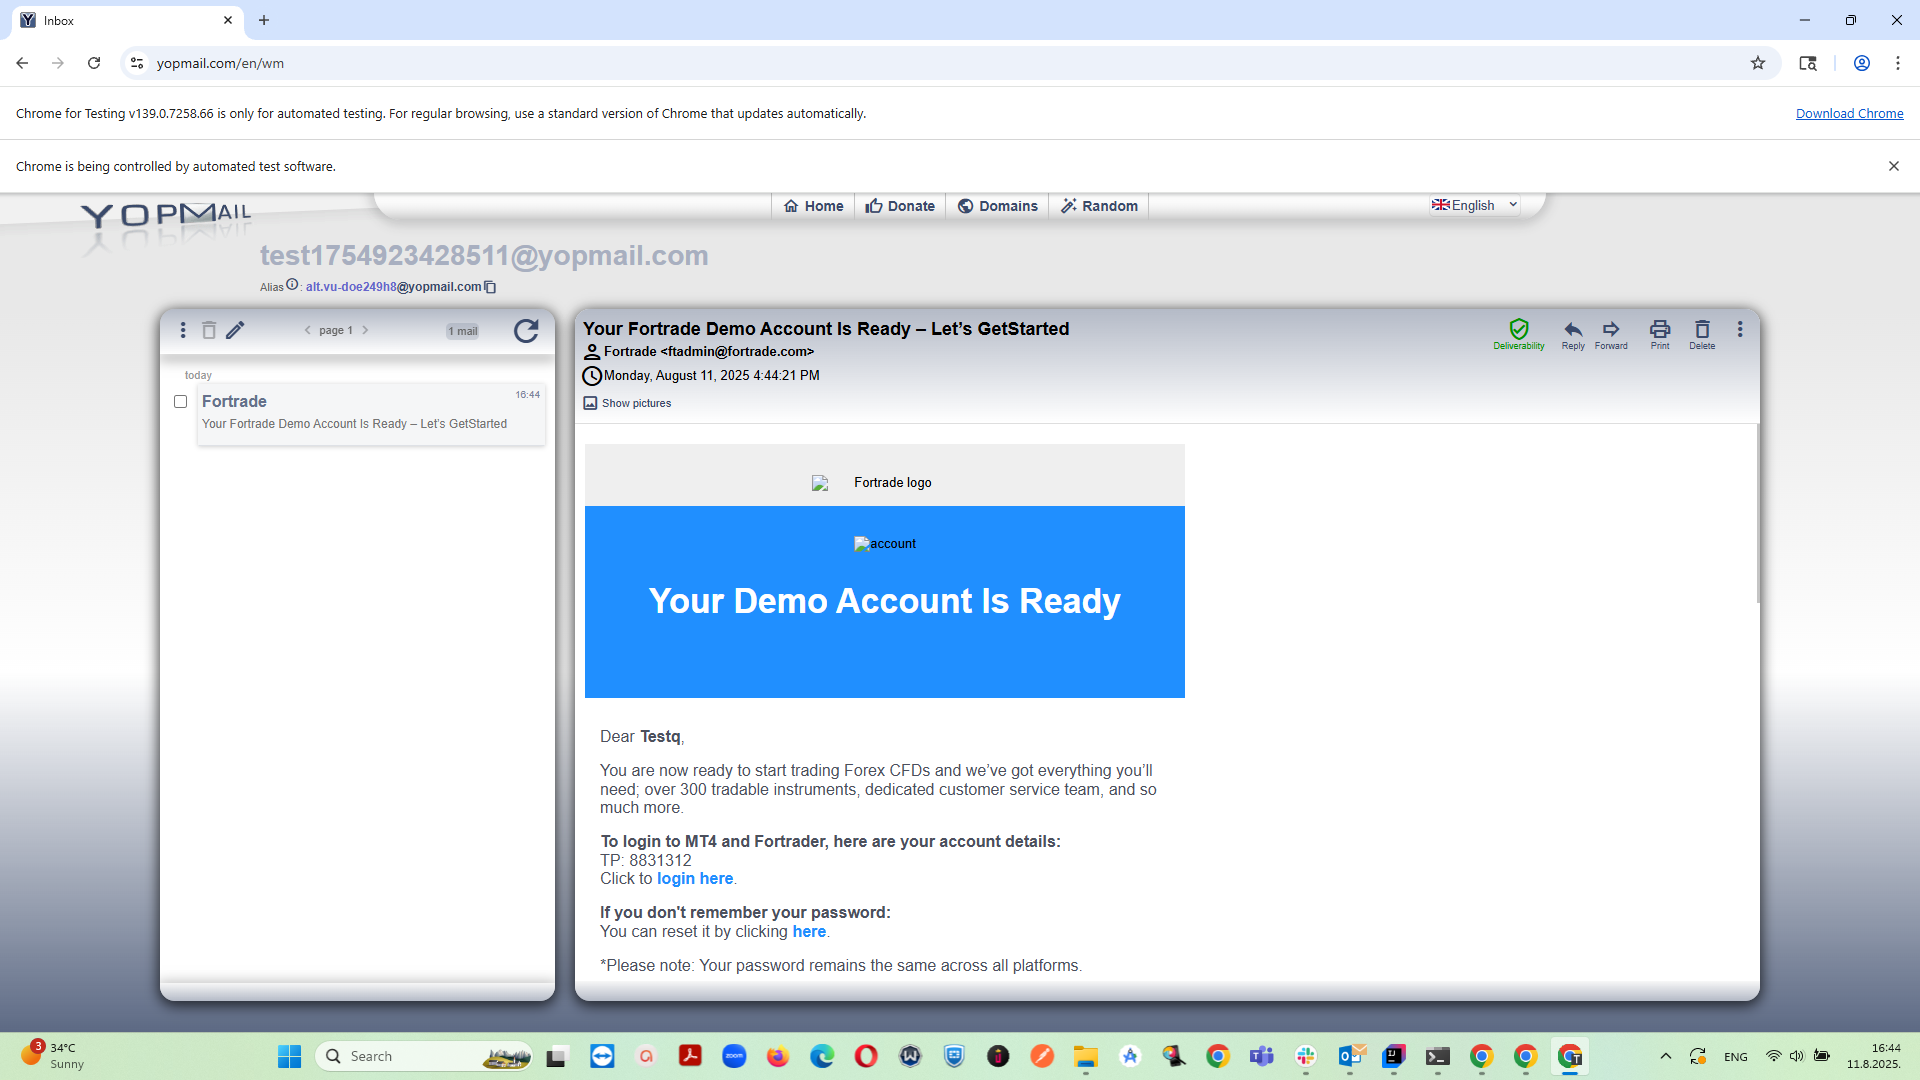 Inbox
yopmail.com/en/wm
Chrome for Testing v139.0.7258.66 is only for automated testing. For regular browsing, use a standard version of Chrome that updates automatically.
Download Chrome
Chrome is being controlled by automated test software.
YOPMAIL
Home
Donate
Domains
Random
English
test1754923428511@yopmail.com
Alias : alt.vu-doe249h8@yopmail.com
page 1
1 mail
today
Fortrade
16:44
Your Fortrade Demo Account Is Ready – Let’s GetStarted
Your Fortrade Demo Account Is Ready – Let’s GetStarted
Fortrade <ftadmin@fortrade.com>
Monday, August 11, 2025 4:44:21 PM
Show pictures
Deliverability
Reply
Forward
Print
Delete
Fortrade logo
account
Your Demo Account Is Ready
Dear Testq,
You are now ready to start trading Forex CFDs and we’ve got everything you’ll
need; over 300 tradable instruments, dedicated customer service team, and so
much more.
To login to MT4 and Fortrader, here are your account details:
TP: 8831312
Click to login here.
If you don't remember your password:
You can reset it by clicking here.
*Please note: Your password remains the same across all platforms.
3
34°C
Sunny
Search
zoom
ENG
16:44
11.8.2025.